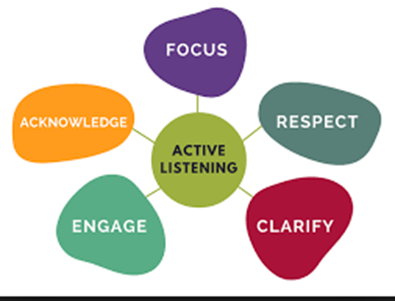 FOCUS
ACKNOWLEDGE
RESPECT
ACTIVE
LISTENING
ENGAGE
CLARIFY